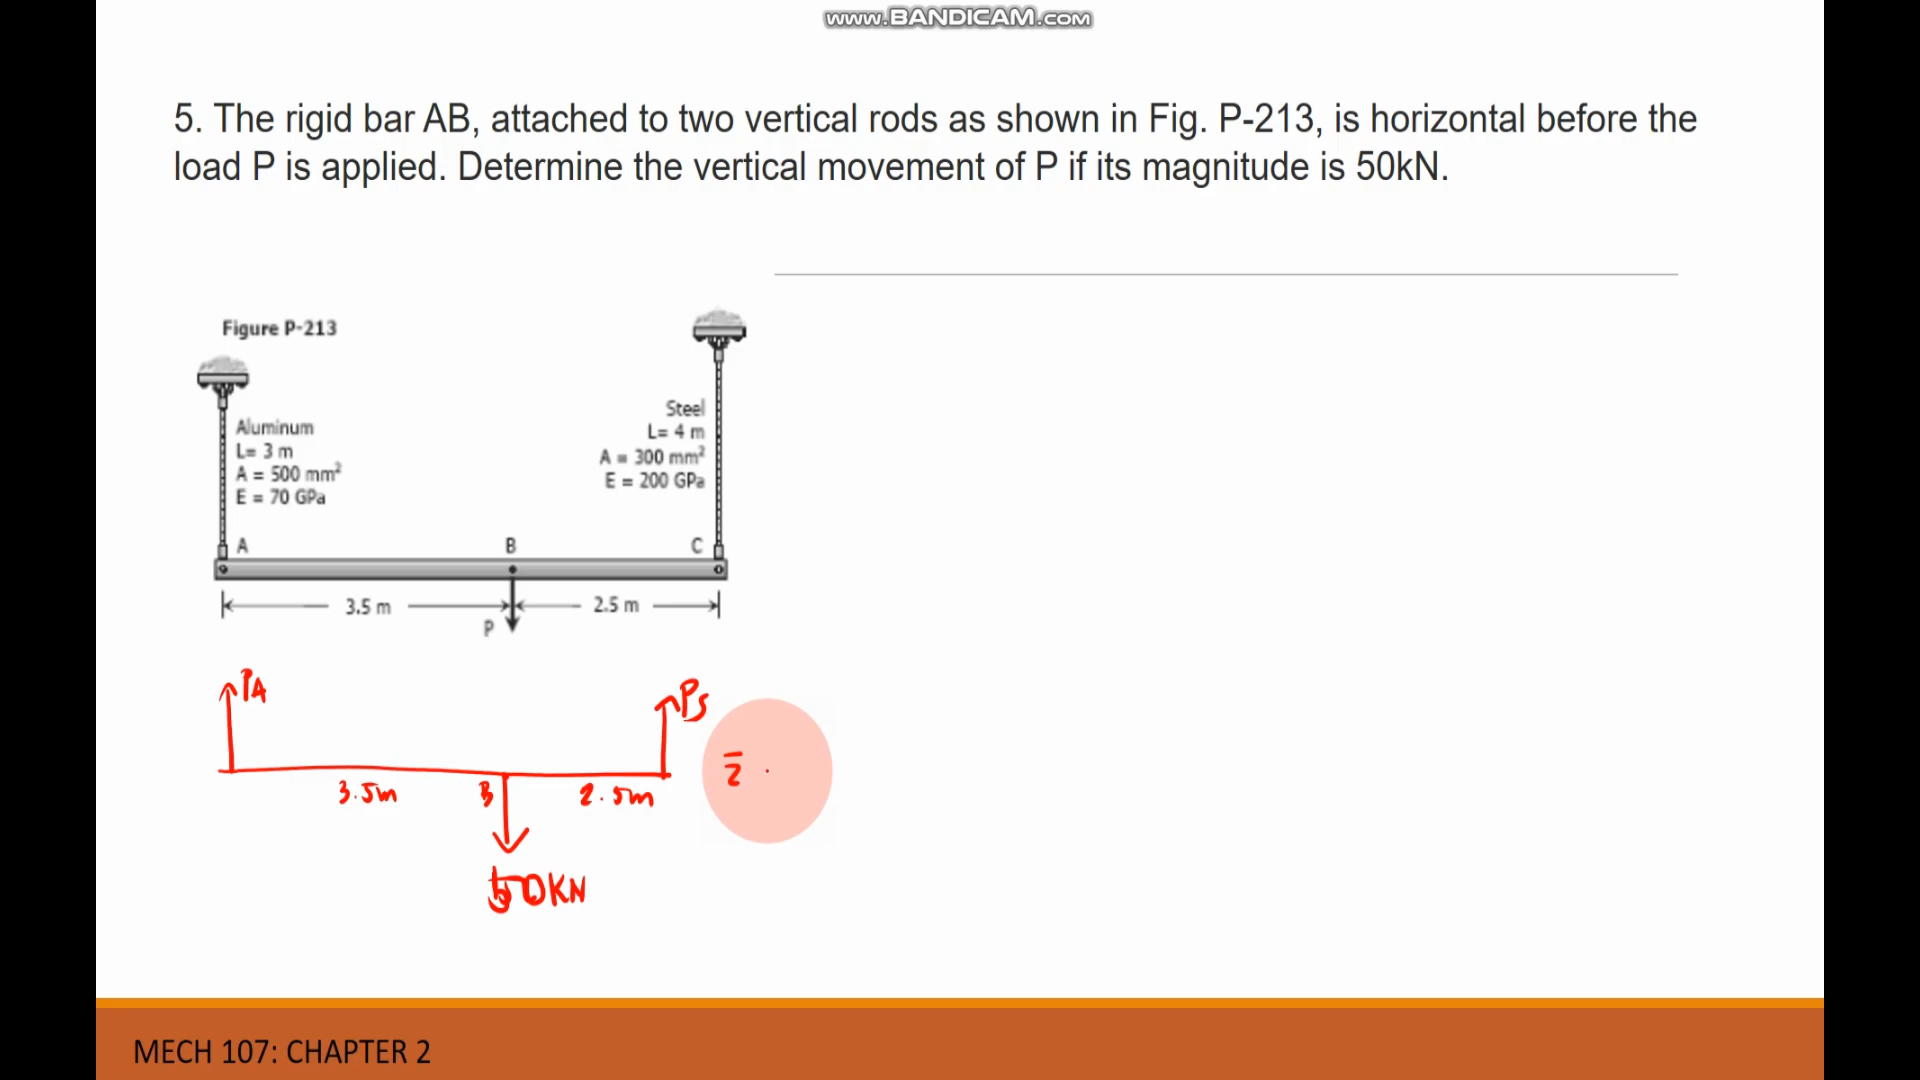 www.BANDICAM.com
5. The rigid bar AB, attached to two vertical rods as shown in Fig. P-213, is horizontal before the
load P is applied. Determine the vertical movement of P if its magnitude is 50kN.
Figure P-213
Aluminum
L= 3 m
A = 500 mm²
E = 70 GPa
Steel
L= 4 m
A = 300 mm²
E = 200 GPa
A
B
C
3.5 m
2.5 m
P
PA
PS
3.5m
B
2.5m
50KN
MECH 107: CHAPTER 2